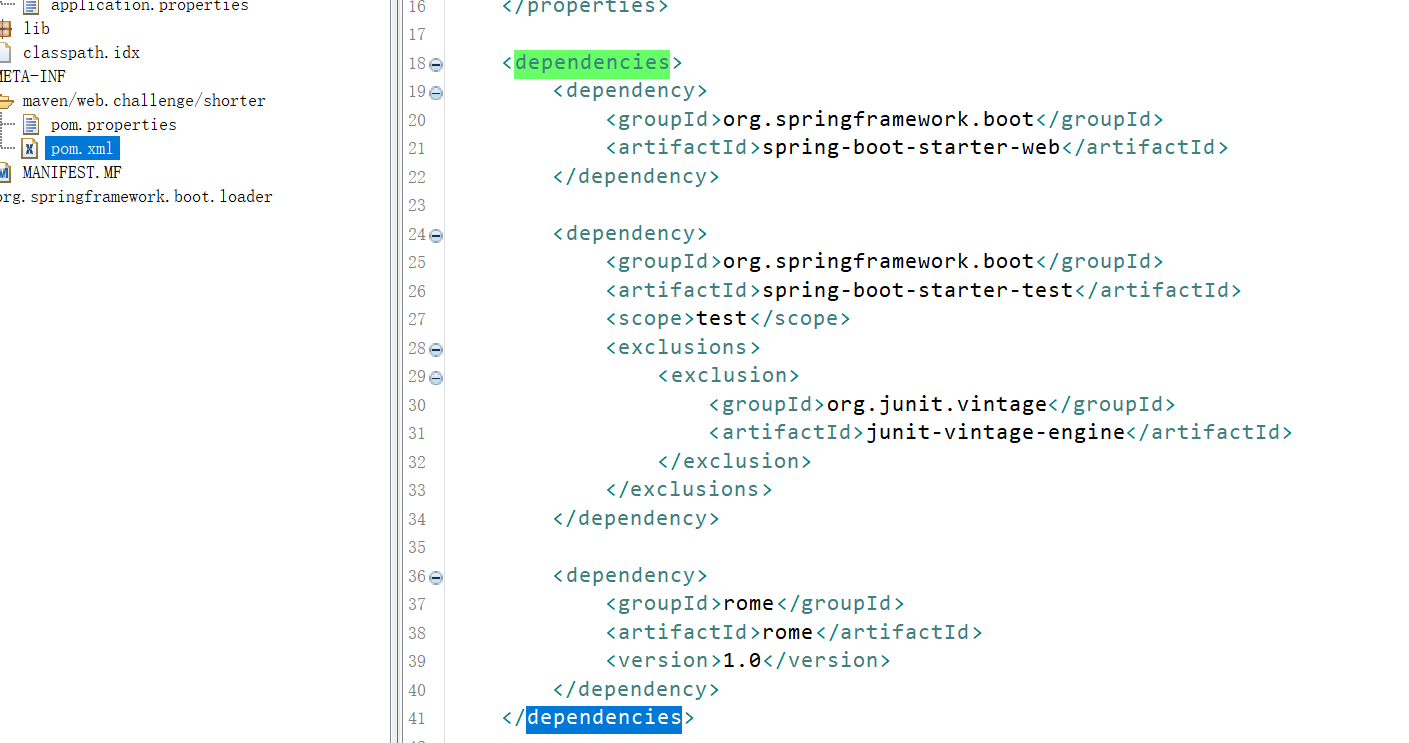 application.properties
lib
classpath.idx
META-INF
maven/web.challenge/shorter
pom.properties
pom.xml
MANIFEST.MF
org.springframework.boot.loader
16 </properties>
17
18 <dependencies>
19 <dependency>
20 <groupId>org.springframework.boot</groupId>
21 <artifactId>spring-boot-starter-web</artifactId>
22 </dependency>
23
24 <dependency>
25 <groupId>org.springframework.boot</groupId>
26 <artifactId>spring-boot-starter-test</artifactId>
27 <scope>test</scope>
28 <exclusions>
29 <exclusion>
30 <groupId>org.junit.vintage</groupId>
31 <artifactId>junit-vintage-engine</artifactId>
32 </exclusion>
33 </exclusions>
34 </dependency>
35
36 <dependency>
37 <groupId>rome</groupId>
38 <artifactId>rome</artifactId>
39 <version>1.0</version>
40 </dependency>
41 </dependencies>